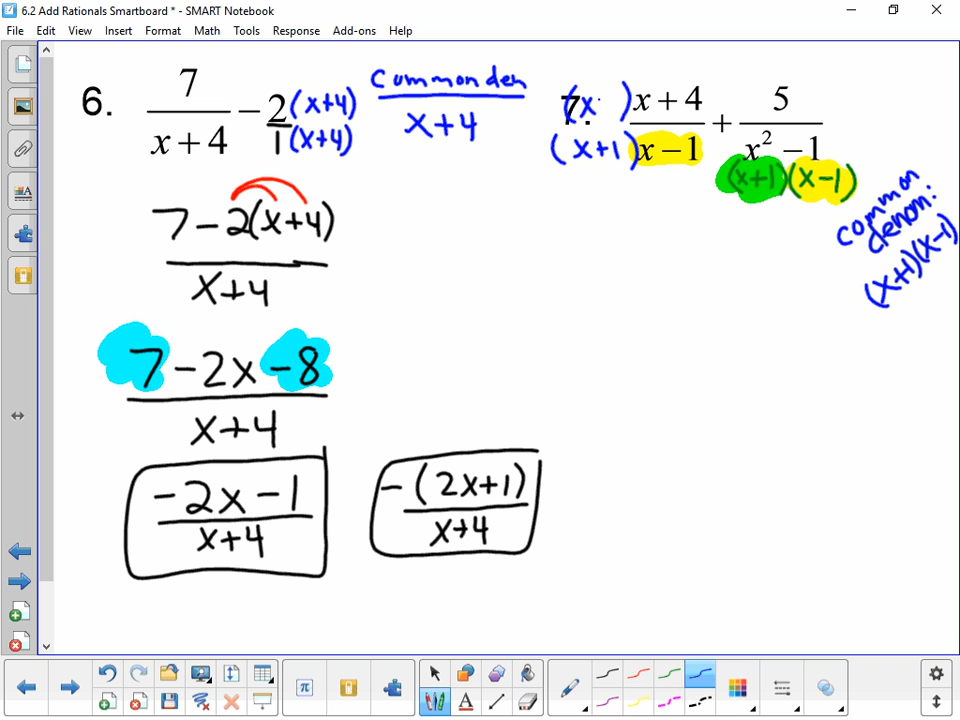 6.2 Add Rationals Smartboard * - SMART Notebook
File Edit View Insert Format Math Tools Response Add-ons Help
6.
7
x + 4
− 2
1
(x+4)
(x+4)
Common den
x+4
7 − 2(x+4)
x+4
7 − 2x − 8
x+4
−2x − 1
x+4
−(2x+1)
x+4
7.
(x )
(x+1)
x + 4
x − 1
+
5
x² − 1
(x+1)(x−1)
common
denom:
(x+1)(x−1)
π
A
A